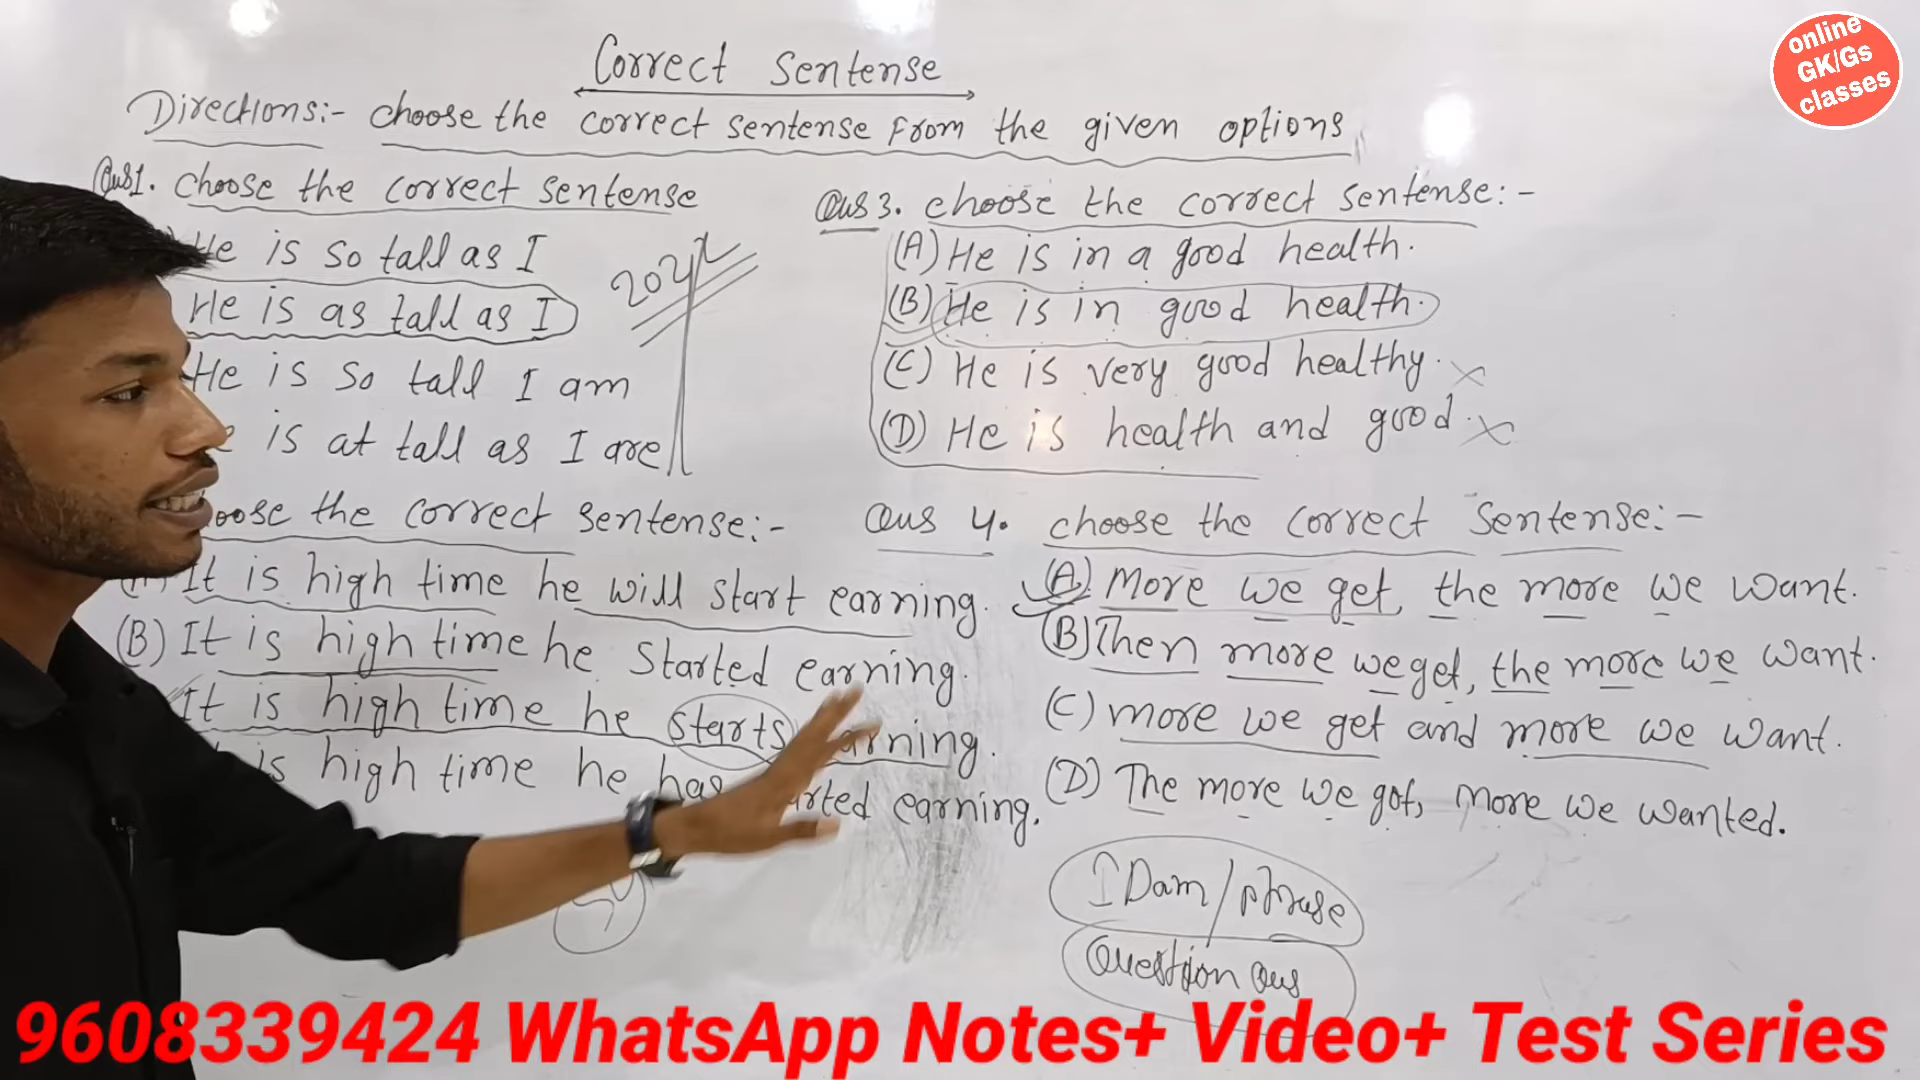 Correct Sentense
Directions:- choose the correct sentense from the given options
Qus1. choose the correct sentense
He is so tall as I
He is as tall as I
He is so tall I am
is at tall as I are
oose the correct sentense:-
(A) It is high time he will start earning.
(B) It is high time he started earning.
It is high time he starts arning.
is high time he has arted earning.
Qus 3. choose the correct sentense:-
(A) He is in a good health.
(B) He is in good health.
(C) He is very good healthy.
(D) He is health and good.
Qus 4. choose the correct sentense:-
(A). More we get, the more we want.
(B) Then more we get, the more we want.
(C) more we get and more we want.
(D) The more we got, more we wanted.
IDam/phrase
Question Qus
online
GK/Gs
classes
9608339424 WhatsApp Notes+ Video+ Test Series